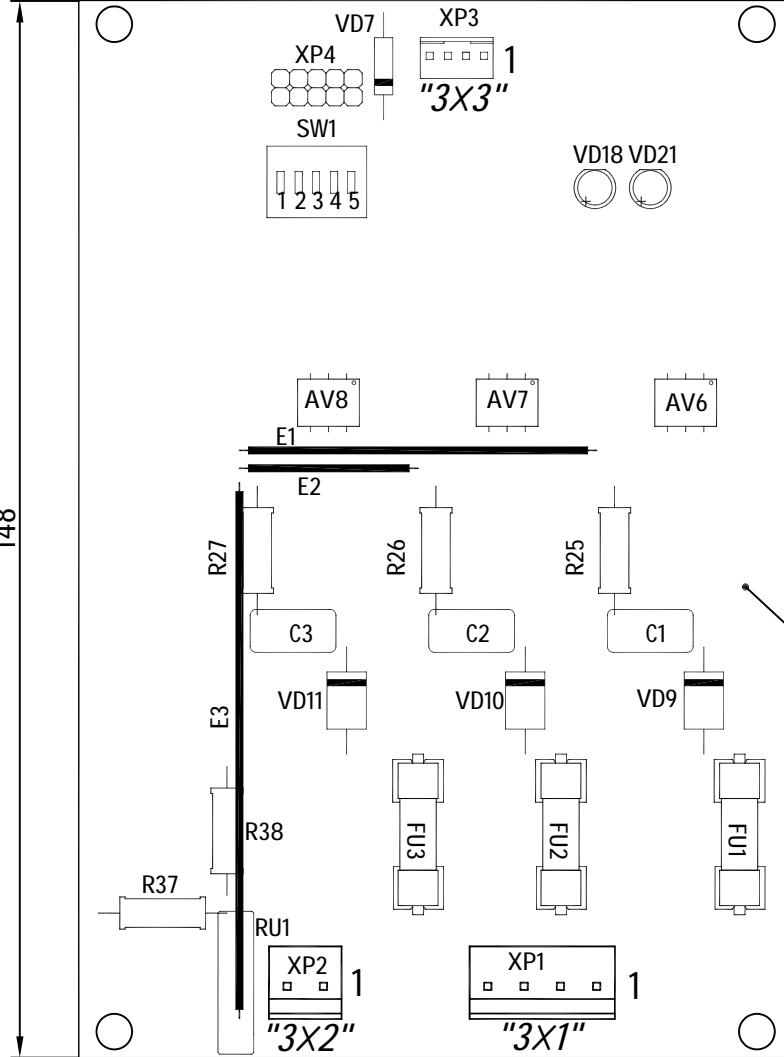 VD7
XP3
XP4
1
"3X3"
SW1
VD18 VD21
1 2 3 4 5
AV8
AV7
AV6
E1
E2
148
R27
R26
R25
C3
C2
C1
VD11
VD10
VD9
E3
R38
FU3
FU2
FU1
R37
RU1
XP2
1
XP1
1
"3X2"
"3X1"